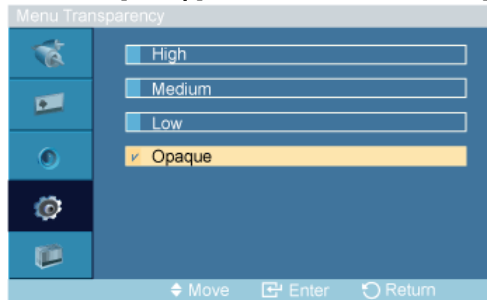 Menu Transparency
High
Medium
Low
Opaque
Move Enter Return